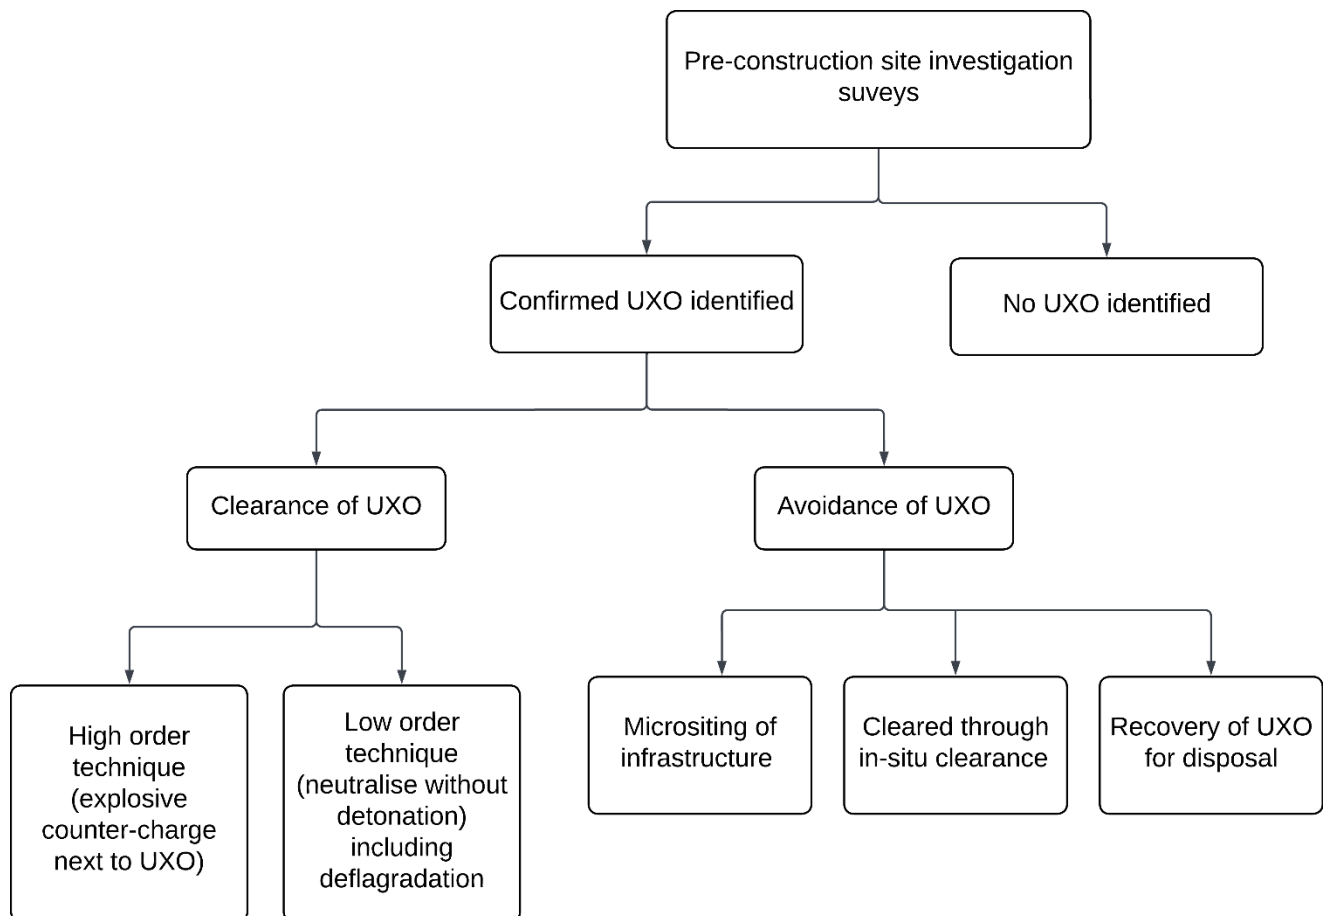 Pre-construction site investigation
suveys
Confirmed UXO identified
No UXO identified
Clearance of UXO
Avoidance of UXO
High order
technique
(explosive
counter-charge
next to UXO)
Low order
technique
(neutralise without
detonation)
including
deflagradation
Micrositing of
infrastructure
Cleared through
in-situ clearance
Recovery of UXO
for disposal